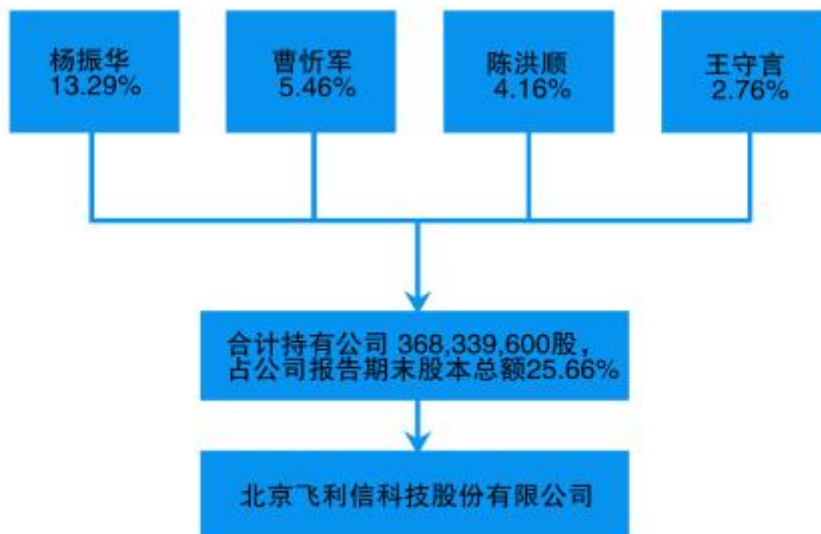 杨振华
13.29%
曹忻军
5.46%
陈洪顺
4.16%
王守言
2.76%
合计持有公司 368,339,600股，
占公司报告期末股本总额25.66%
北京飞利信科技股份有限公司